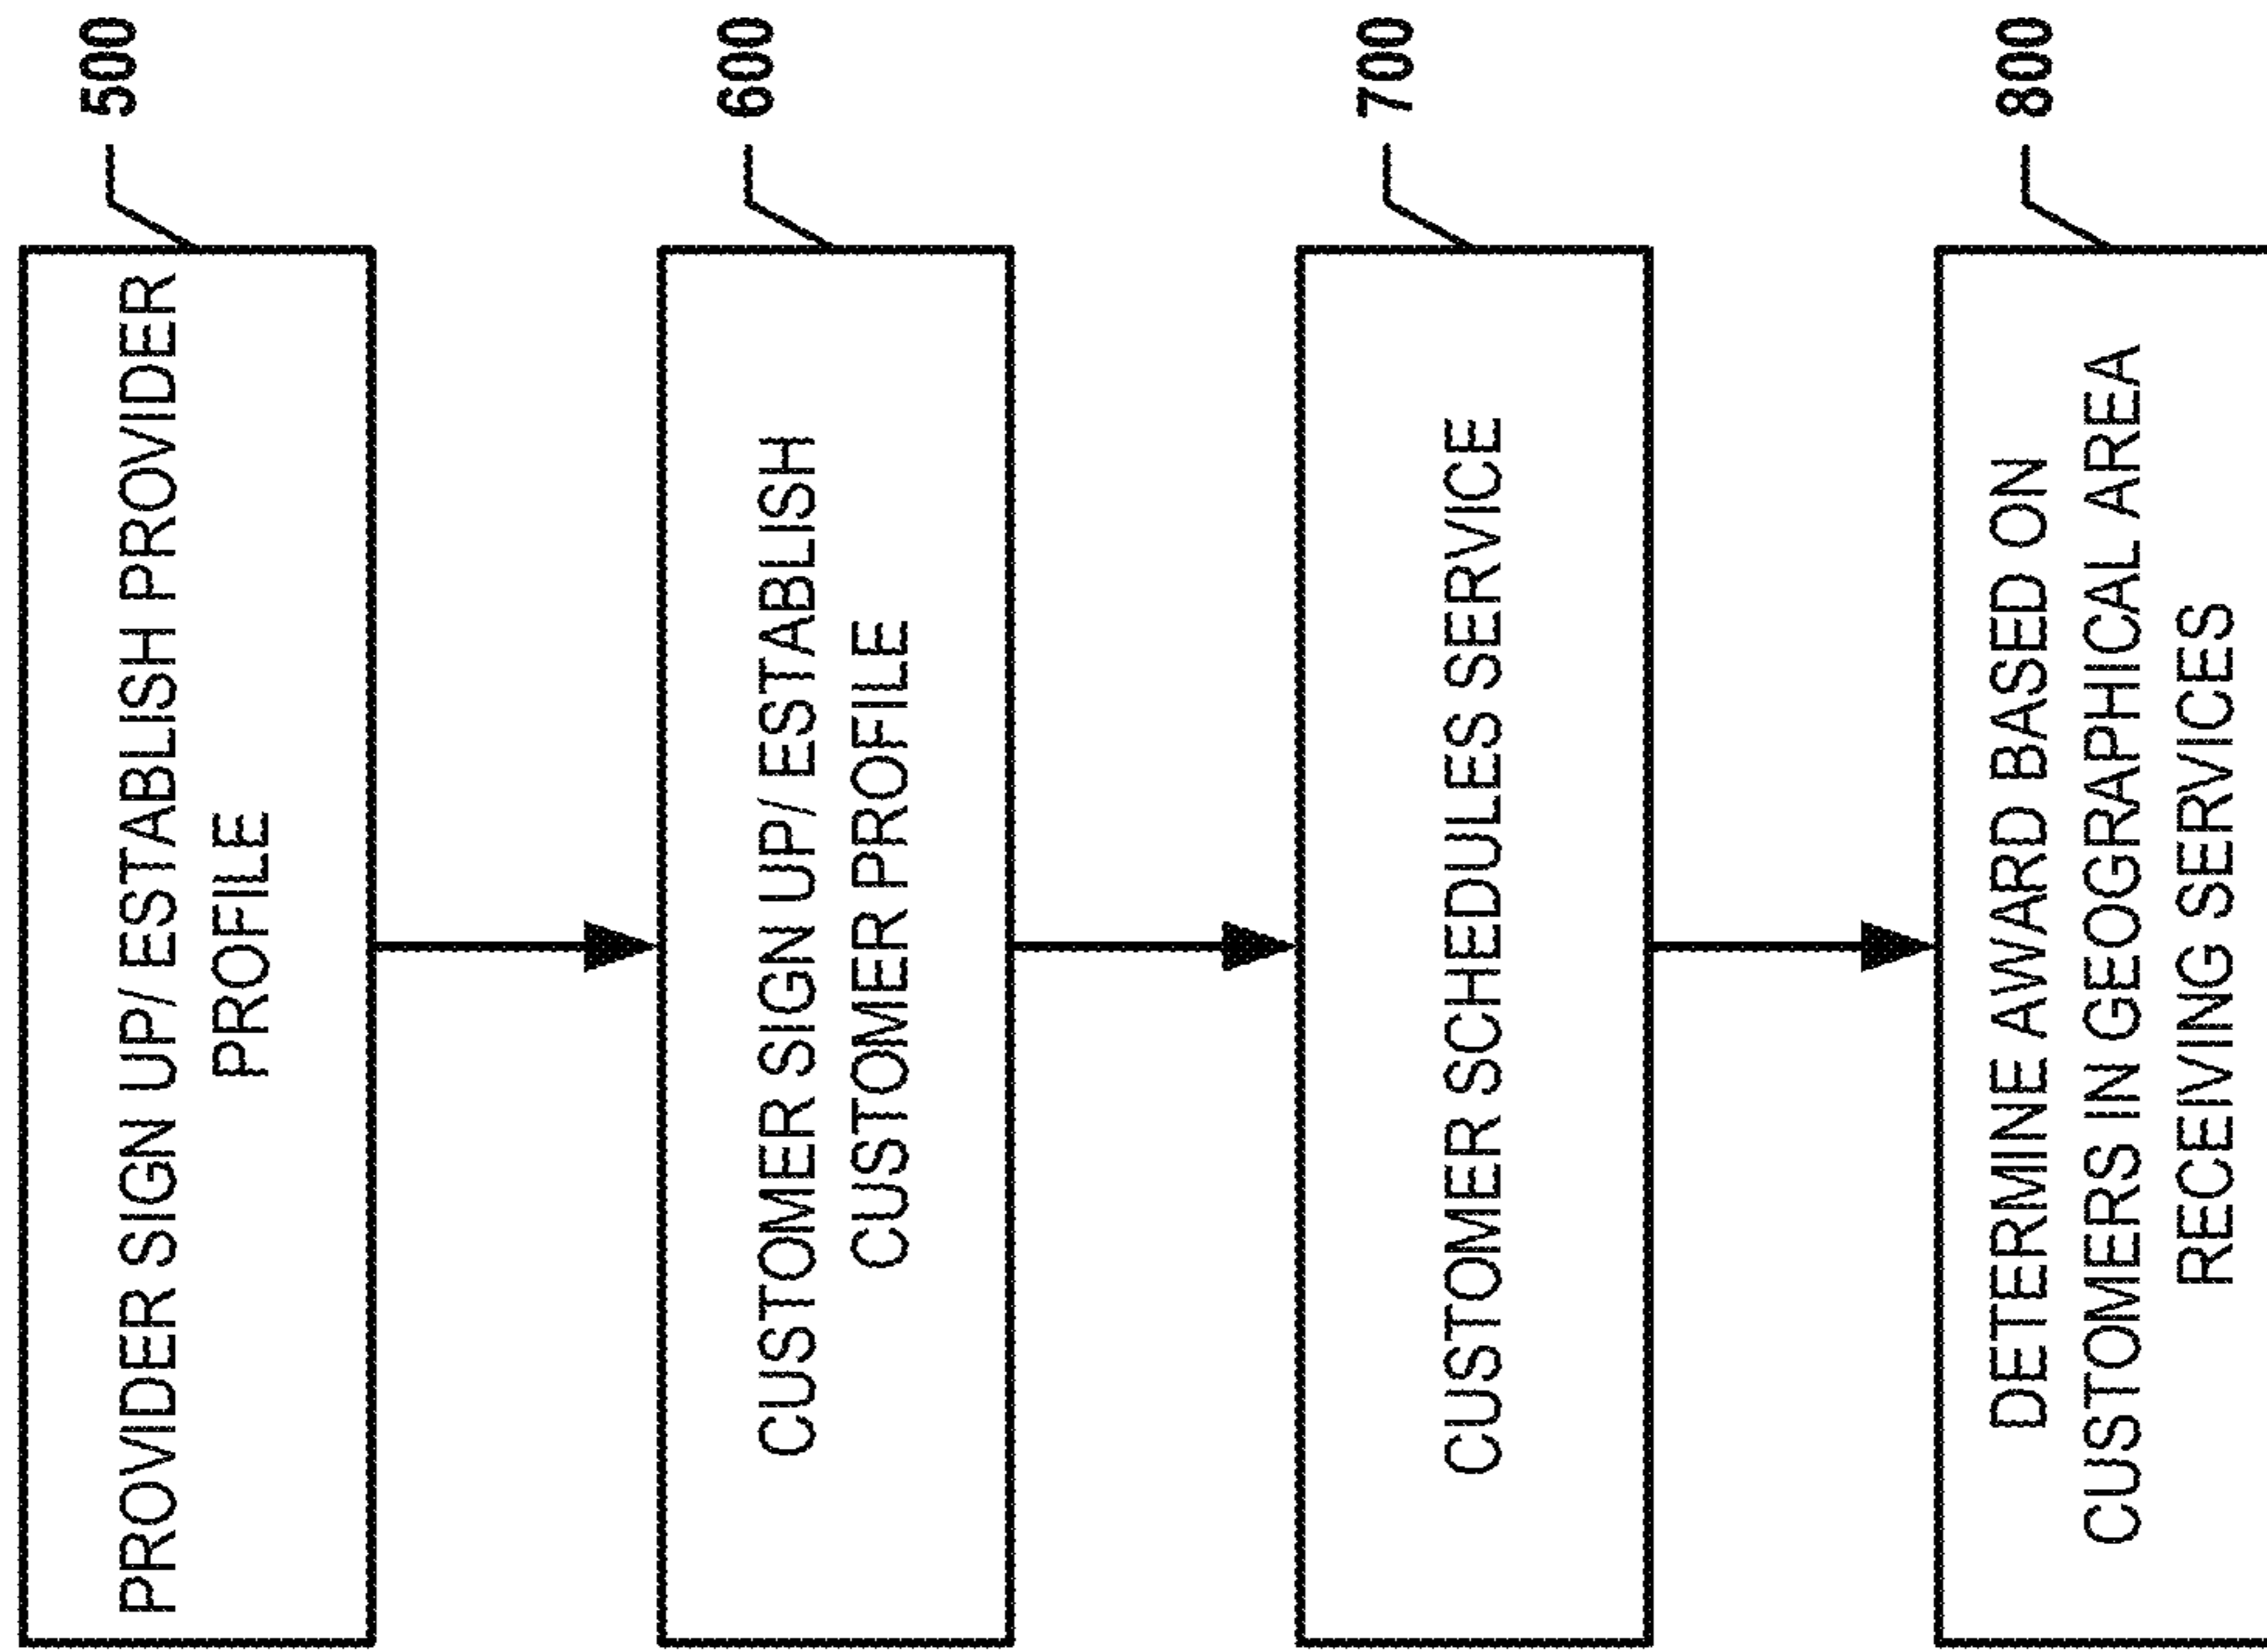 PROVIDER SIGN UP/ ESTABLISH PROVIDER
PROFILE
500
CUSTOMER SIGN UP/ ESTABLISH
CUSTOMER PROFILE
600
CUSTOMER SCHEDULES SERVICE
700
DETERMINE AWARD BASED ON
CUSTOMERS IN GEOGRAPHICAL AREA
RECEIVING SERVICES
800